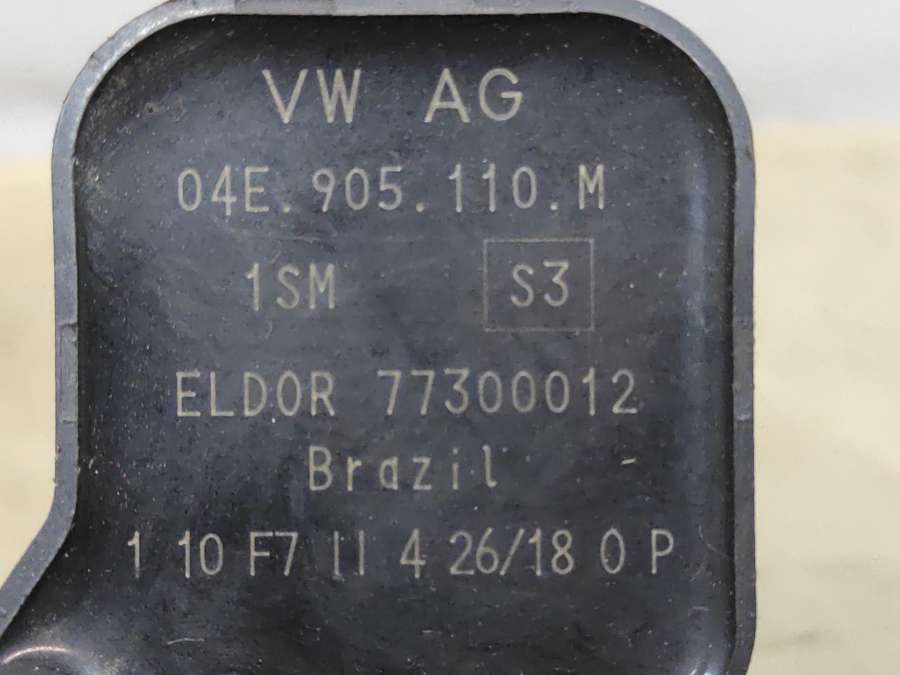 VW AG
04E.905.110.M
1SM S3
ELDOR 77300012
Brazil -
1 10 F7 II 4 26/18 0 P